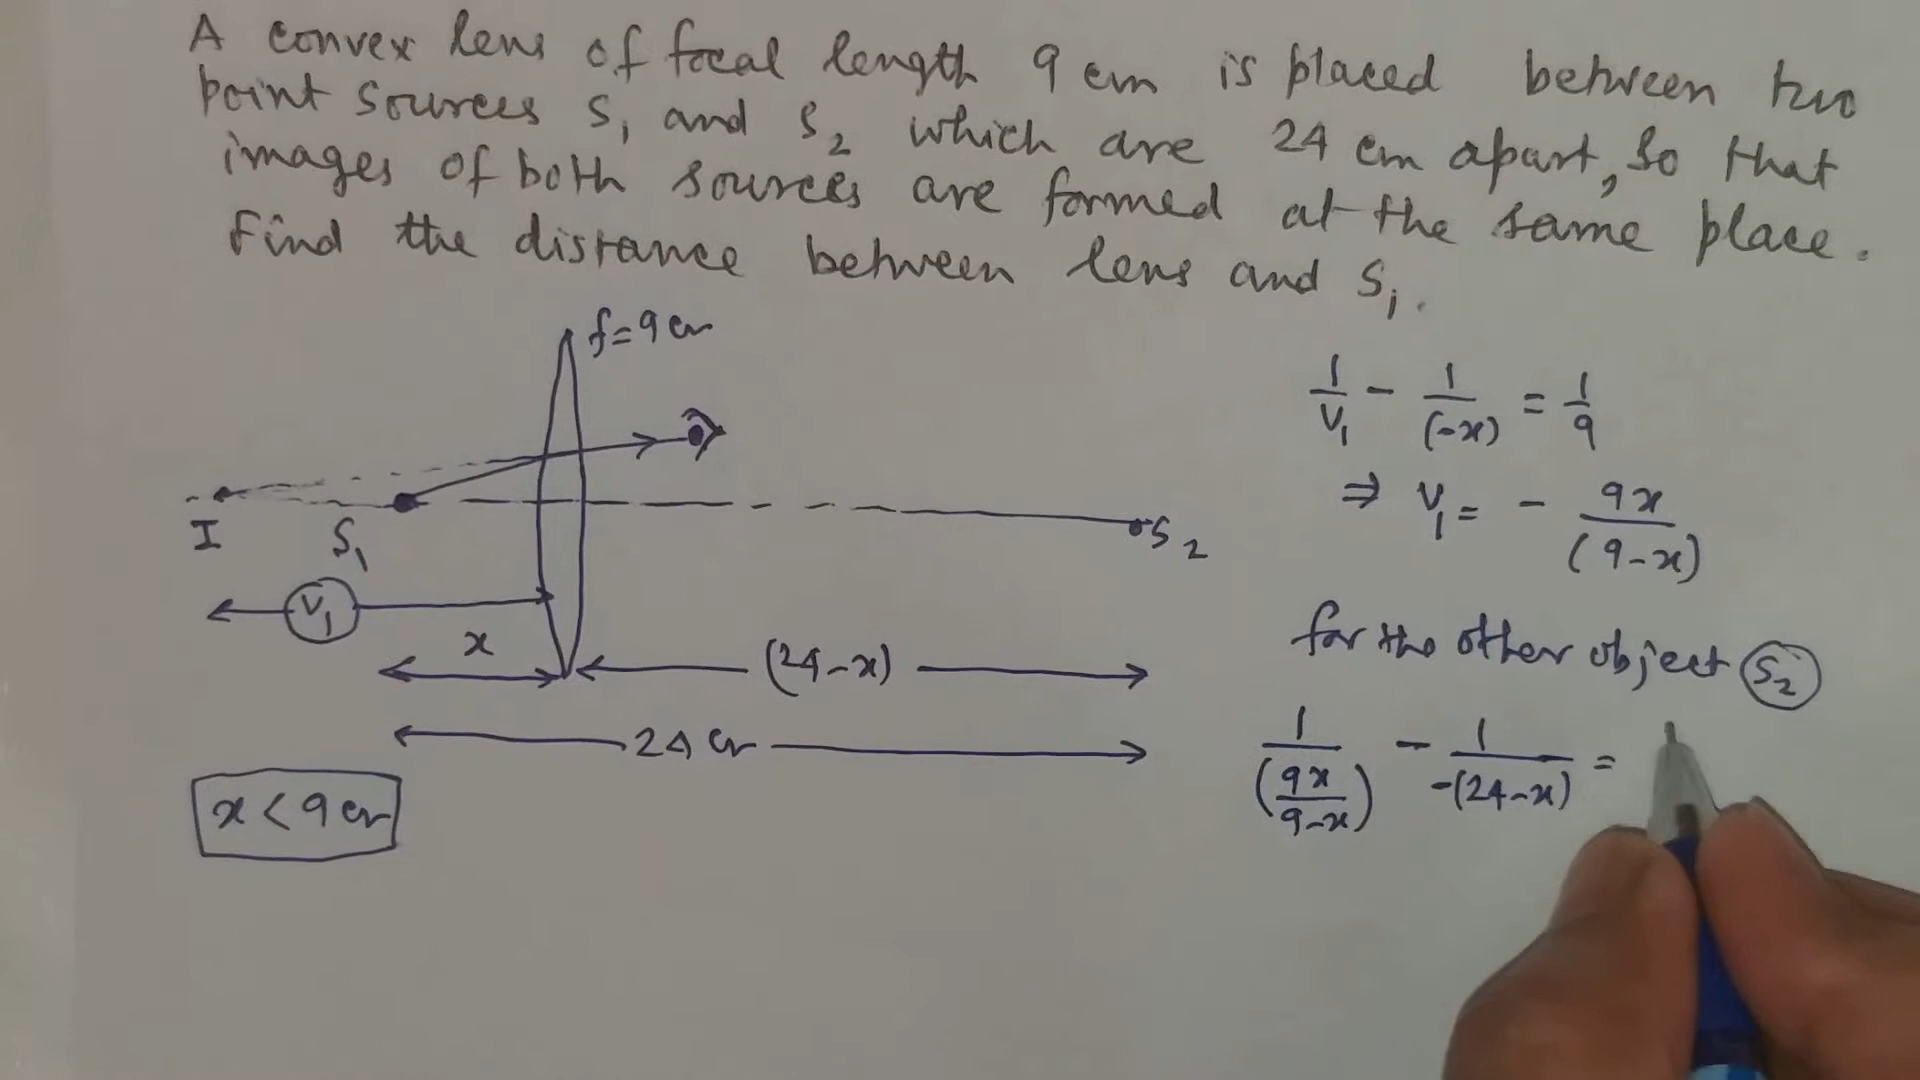 A convex lens of focal length 9 cm is placed between two
point sources S₁ and S₂ which are 24 cm apart, so that
images of both sources are formed at the same place.
Find the distance between lens and S₁.
f=9 cm
I
S₁
S₂
V₁
x
(24-x)
24 cm
x < 9 cm
1/V₁ - 1/(-x) = 1/9
⇒ V₁ = - 9x/(9-x)
for the other object S₂
1/(9x/9-x) - 1/-(24-x) =